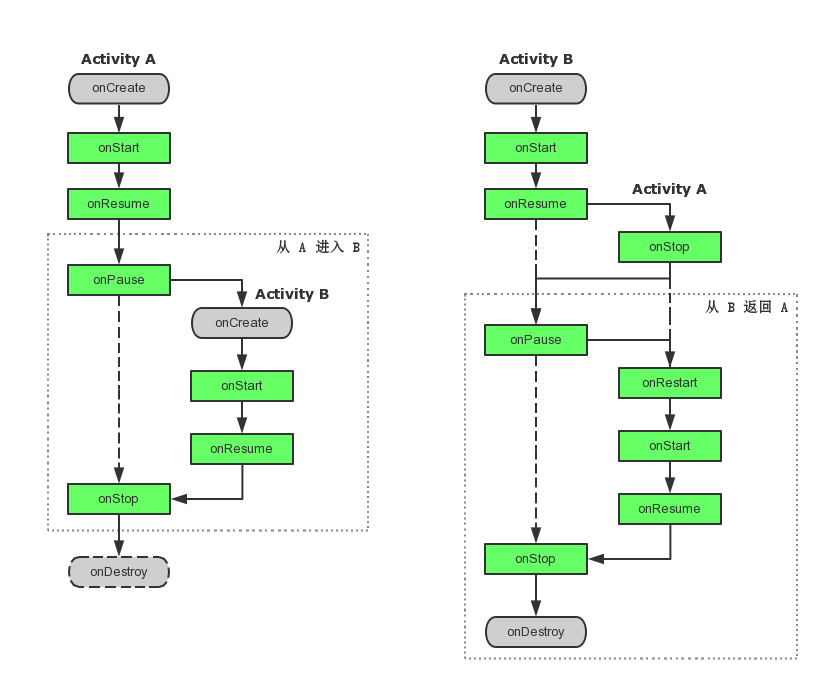 Activity A
onCreate
onStart
onResume
从 A 进入 B
onPause
Activity B
onCreate
onStart
onResume
onStop
onDestroy
Activity B
onCreate
onStart
onResume
Activity A
onStop
从 B 返回 A
onPause
onRestart
onStart
onResume
onStop
onDestroy